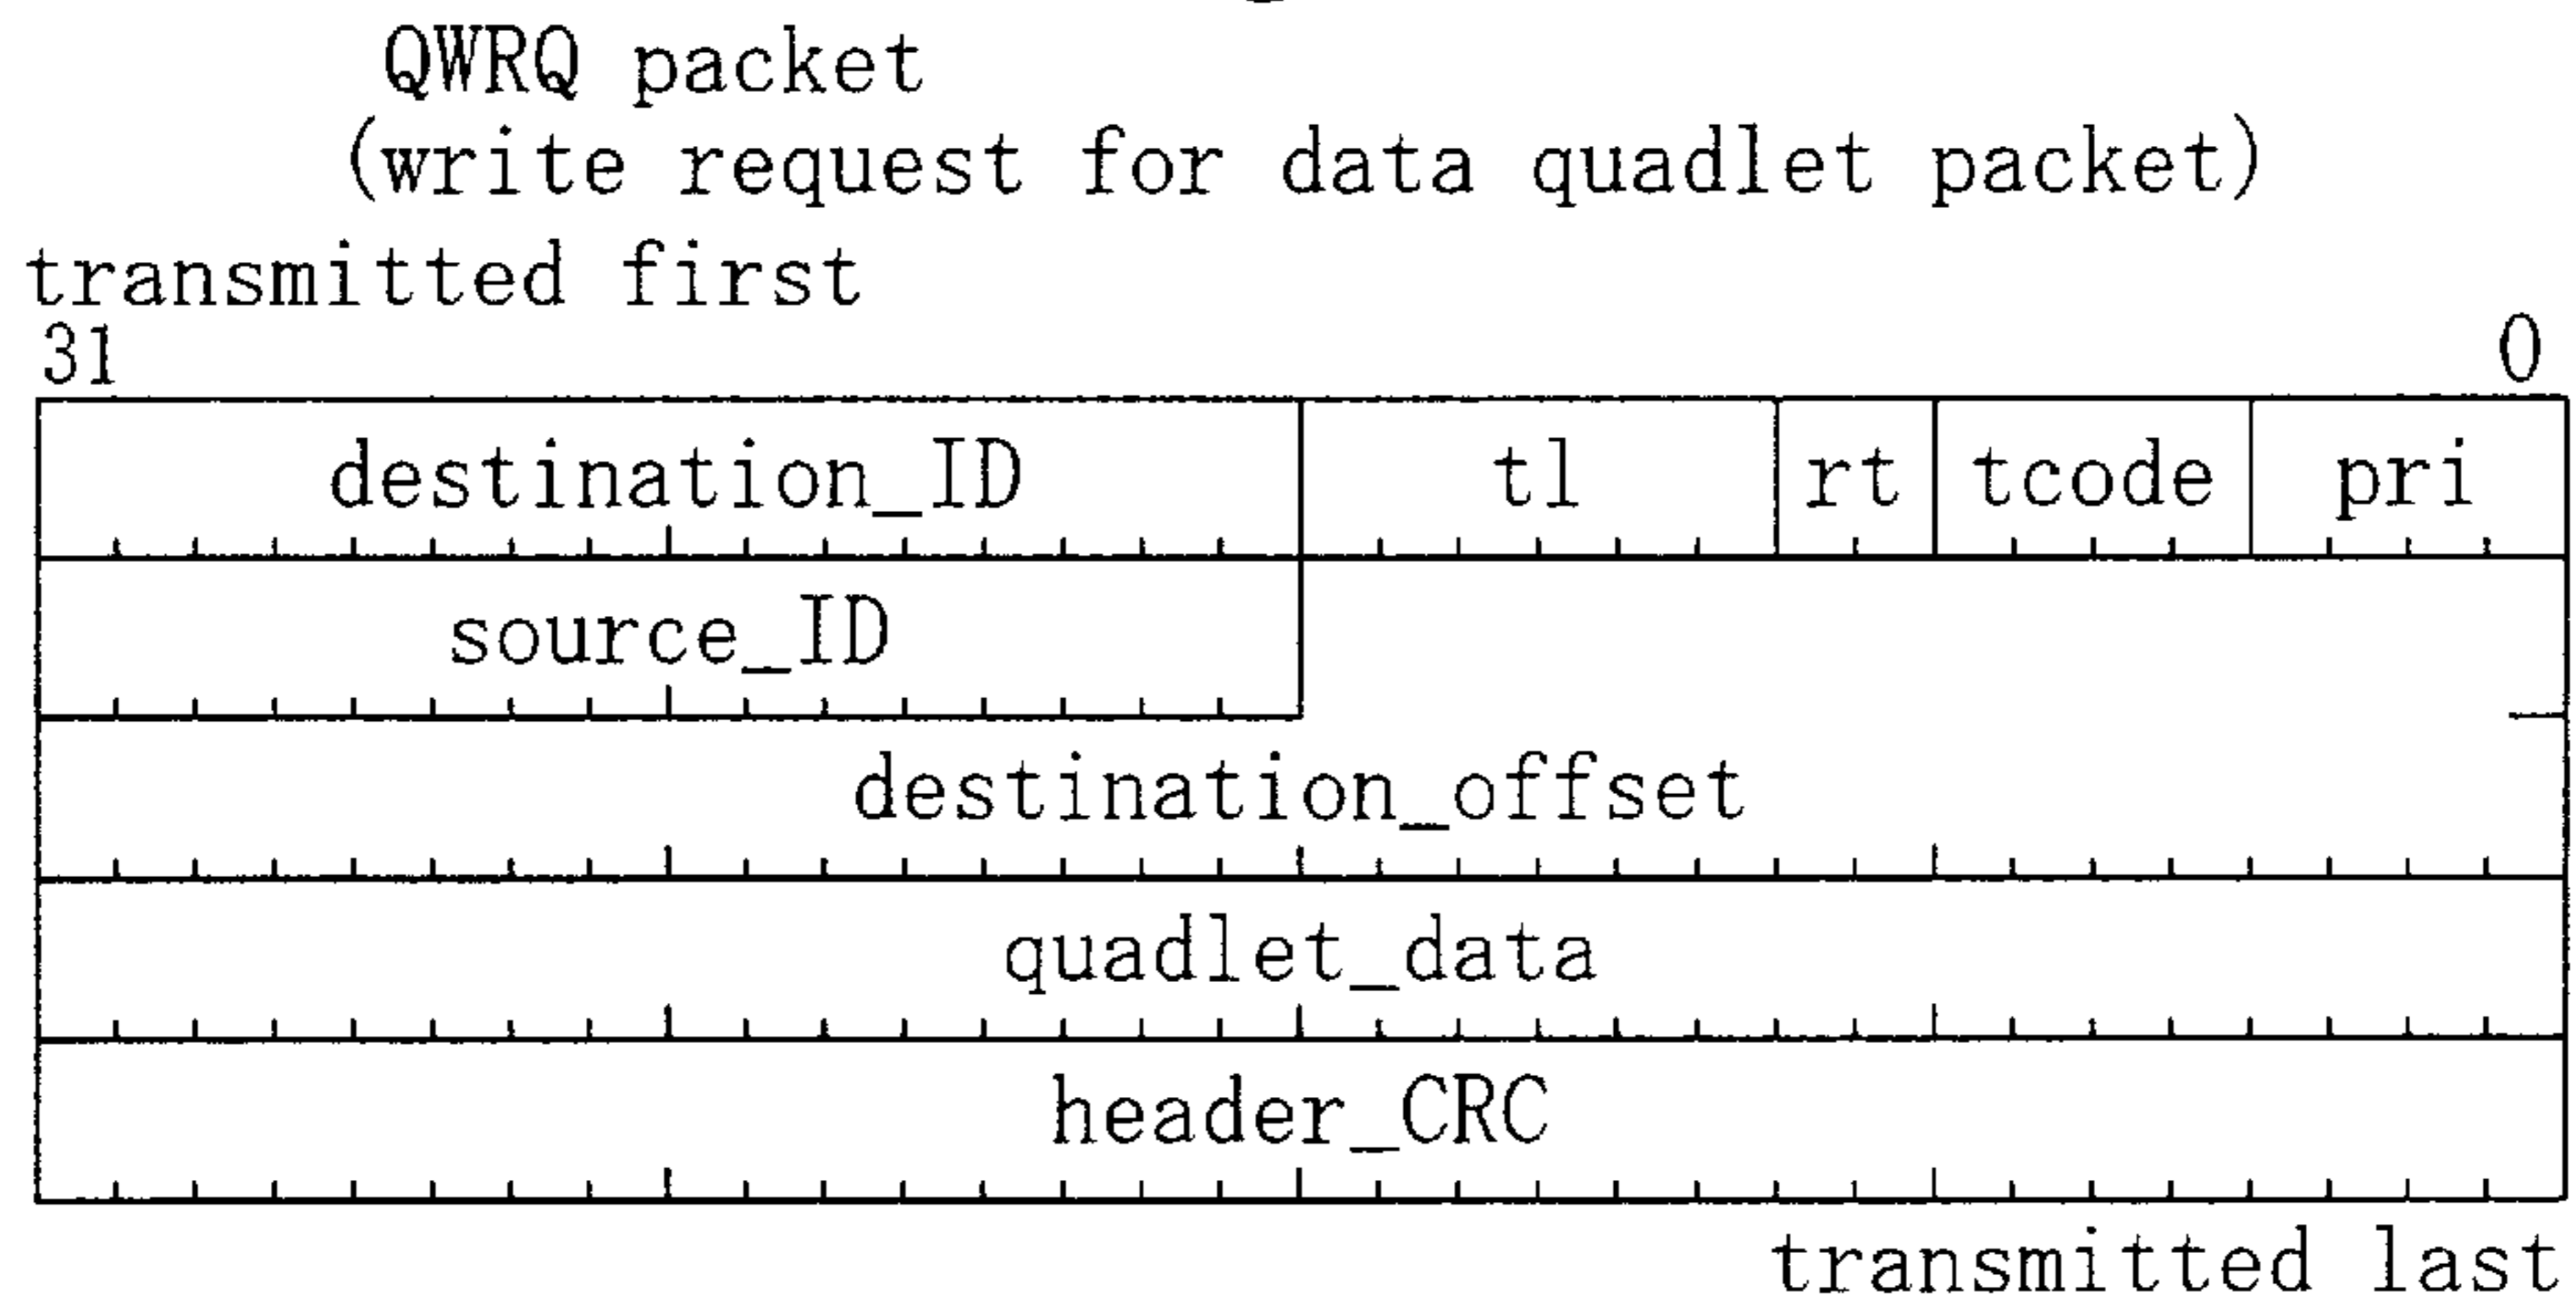 QWRQ packet
(write request for data quadlet packet)
transmitted first
31 0
destination_ID tl rt tcode pri
source_ID
destination_offset
quadlet_data
header_CRC
transmitted last